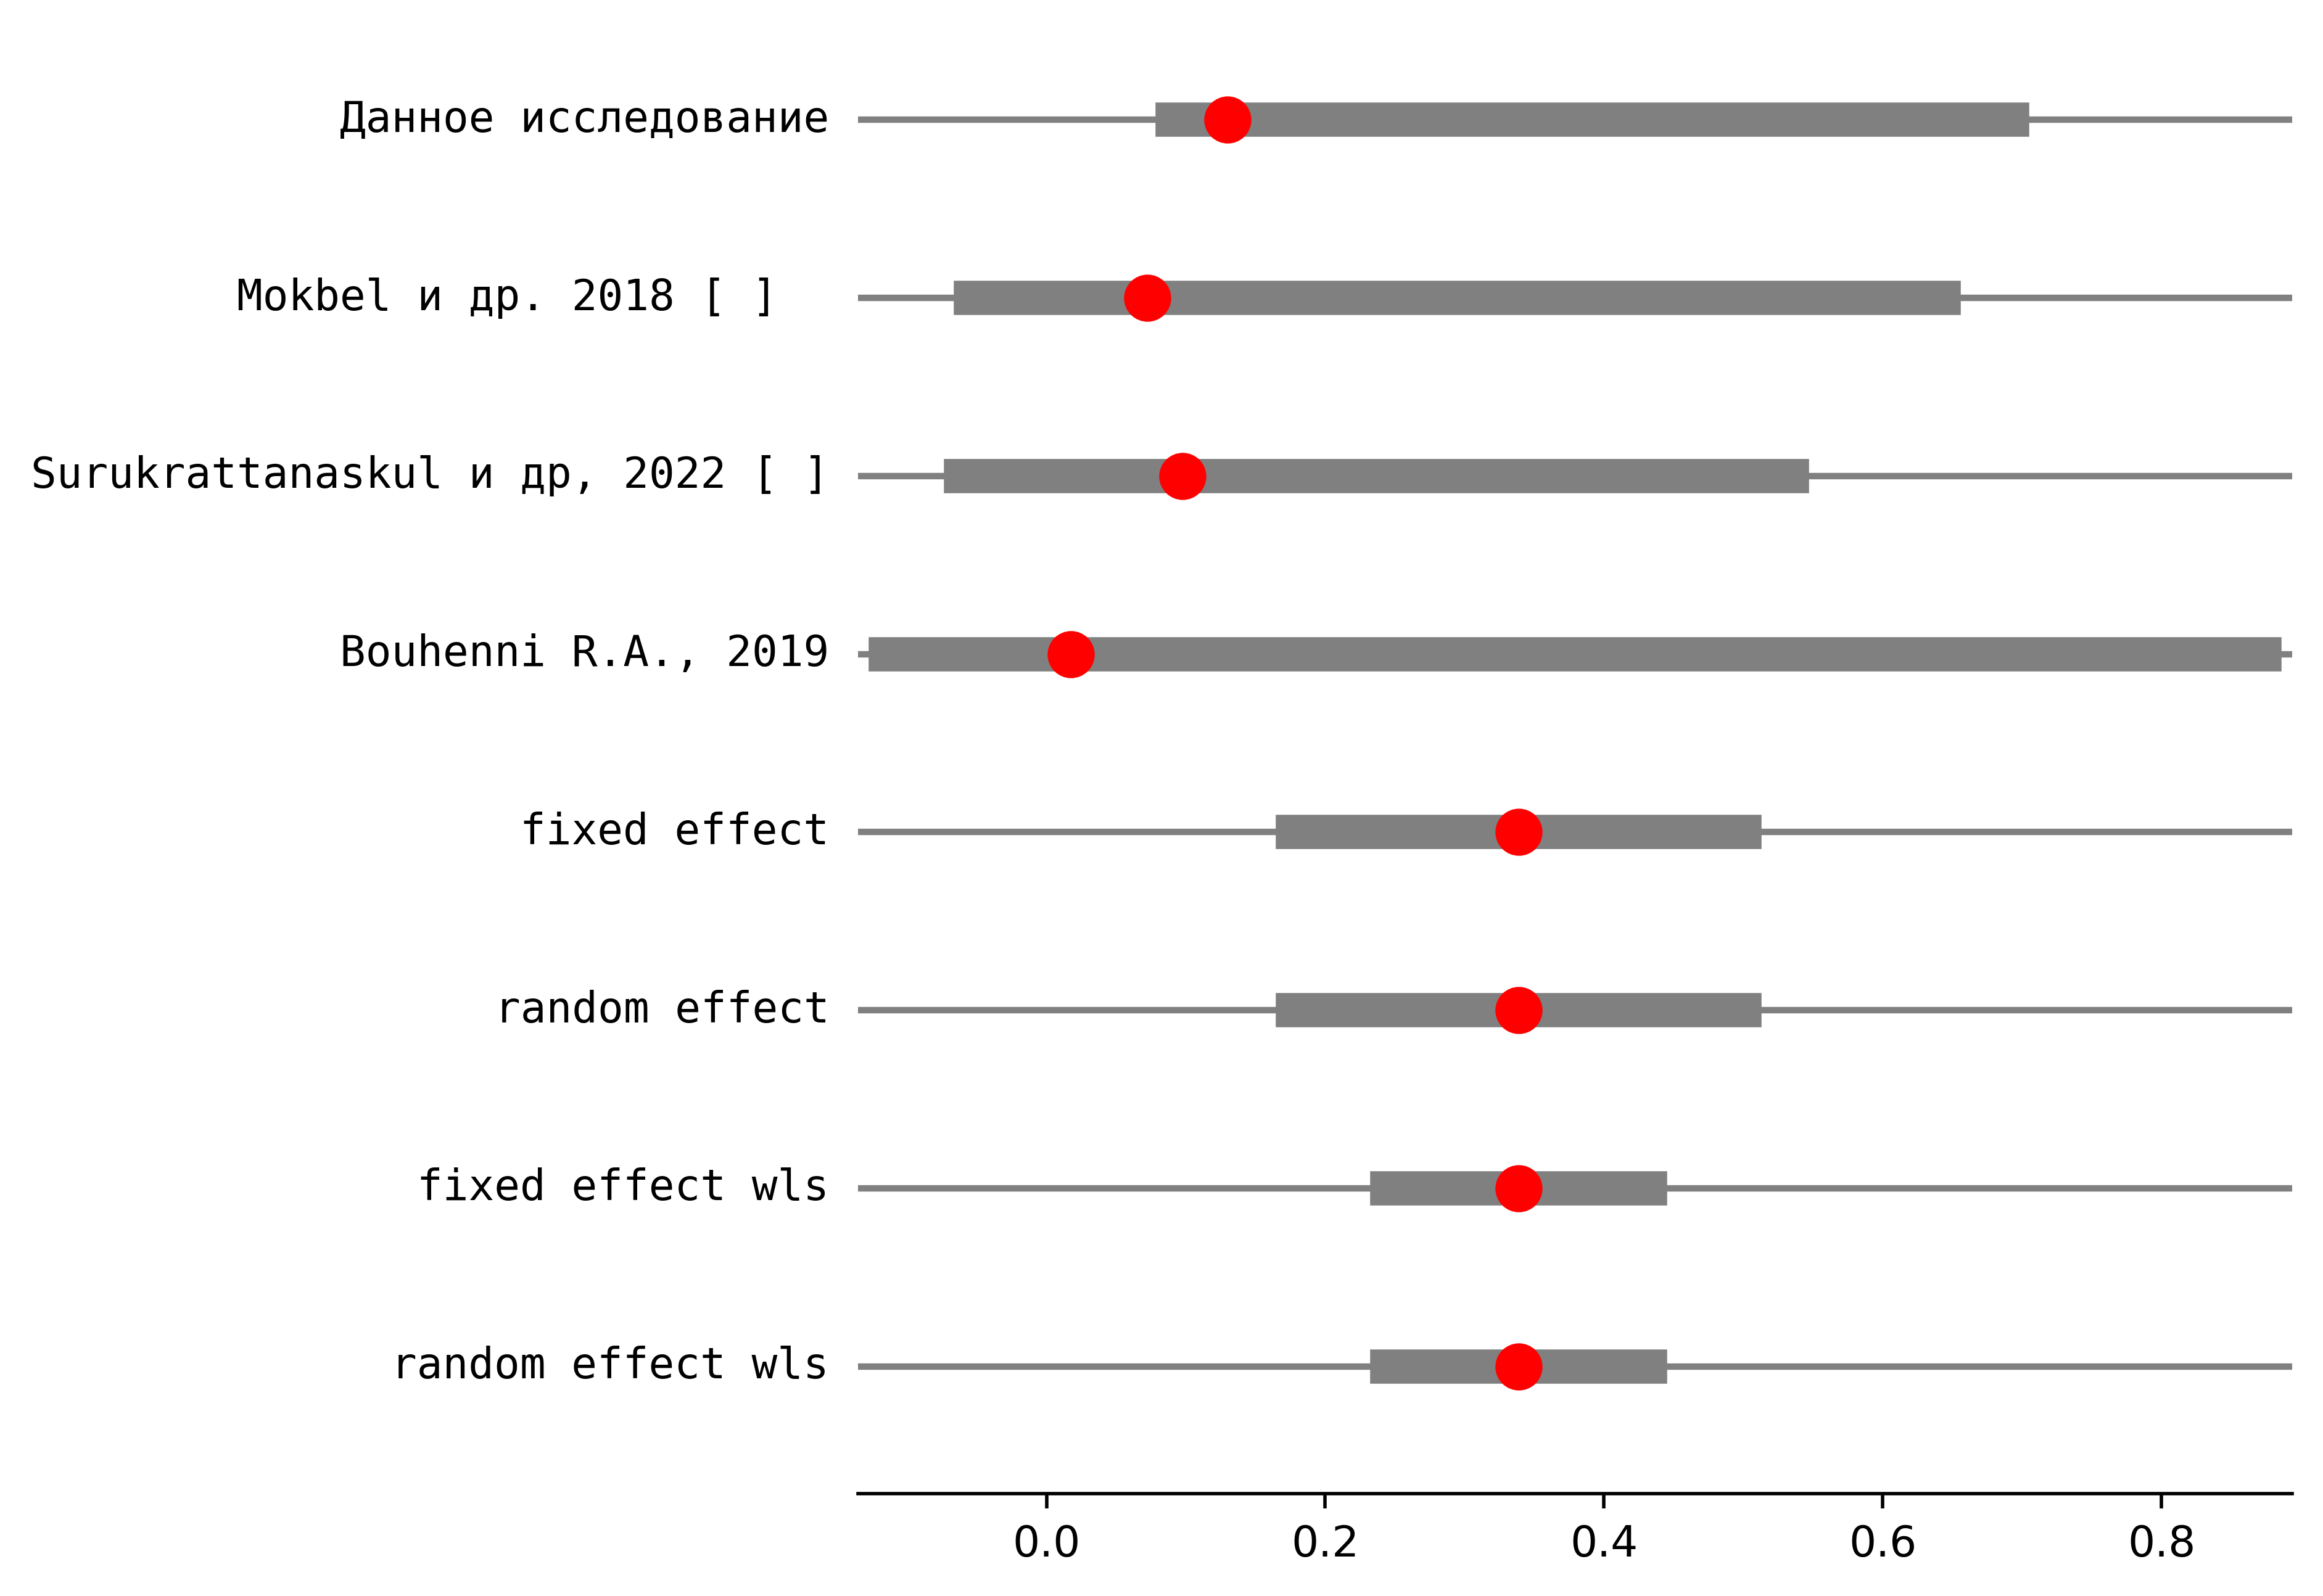 Данное исследование
Mokbel и др. 2018 [ ]
Surukrattanaskul и др, 2022 [ ]
Bouhenni R.A., 2019
fixed effect
random effect
fixed effect wls
random effect wls
0.0 0.2 0.4 0.6 0.8